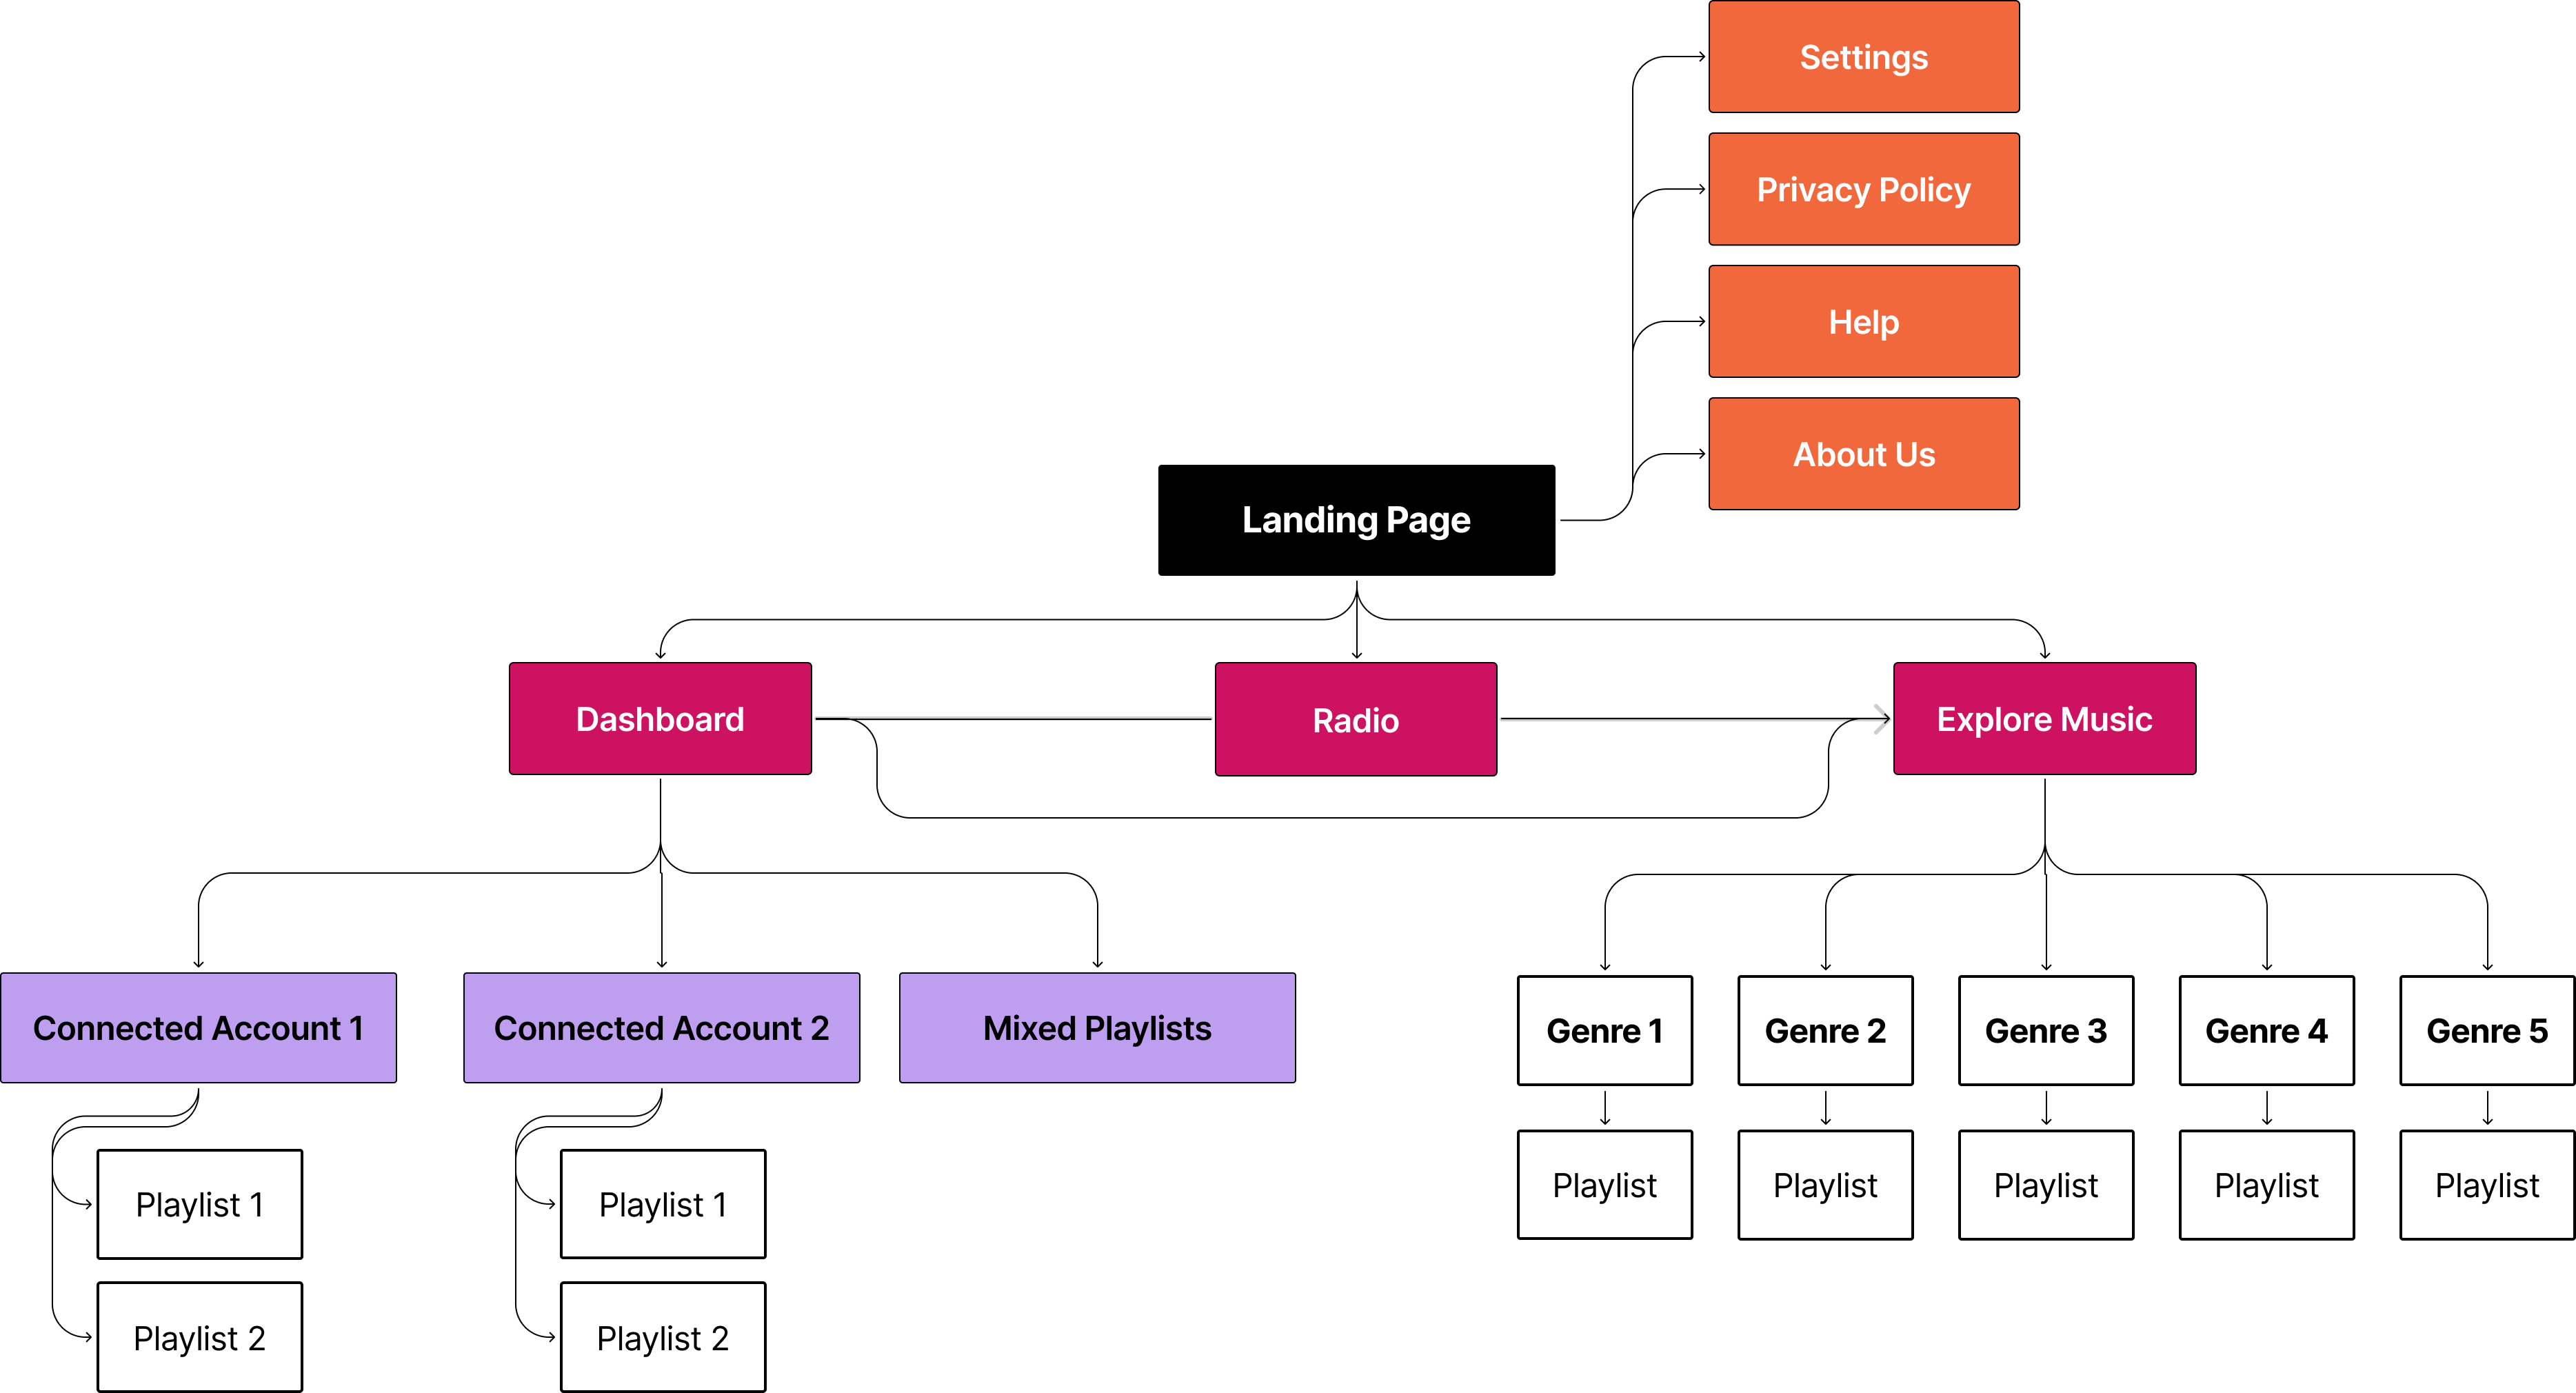 Settings
Privacy Policy
Help
About Us
Landing Page
Dashboard
Radio
Explore Music
Connected Account 1
Connected Account 2
Mixed Playlists
Genre 1
Genre 2
Genre 3
Genre 4
Genre 5
Playlist 1
Playlist 1
Playlist
Playlist
Playlist
Playlist
Playlist
Playlist 2
Playlist 2